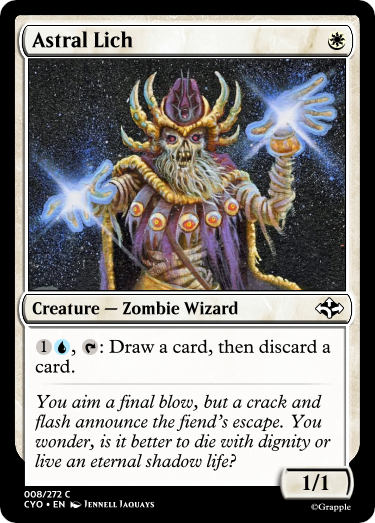 Astral Lich
Creature — Zombie Wizard
1, : Draw a card, then discard a
card.
You aim a final blow, but a crack and
flash announce the fiend's escape. You
wonder, is it better to die with dignity or
live an eternal shadow life?
1/1
008/272 C
CYO • EN Jennell Jaquays
©Grapple